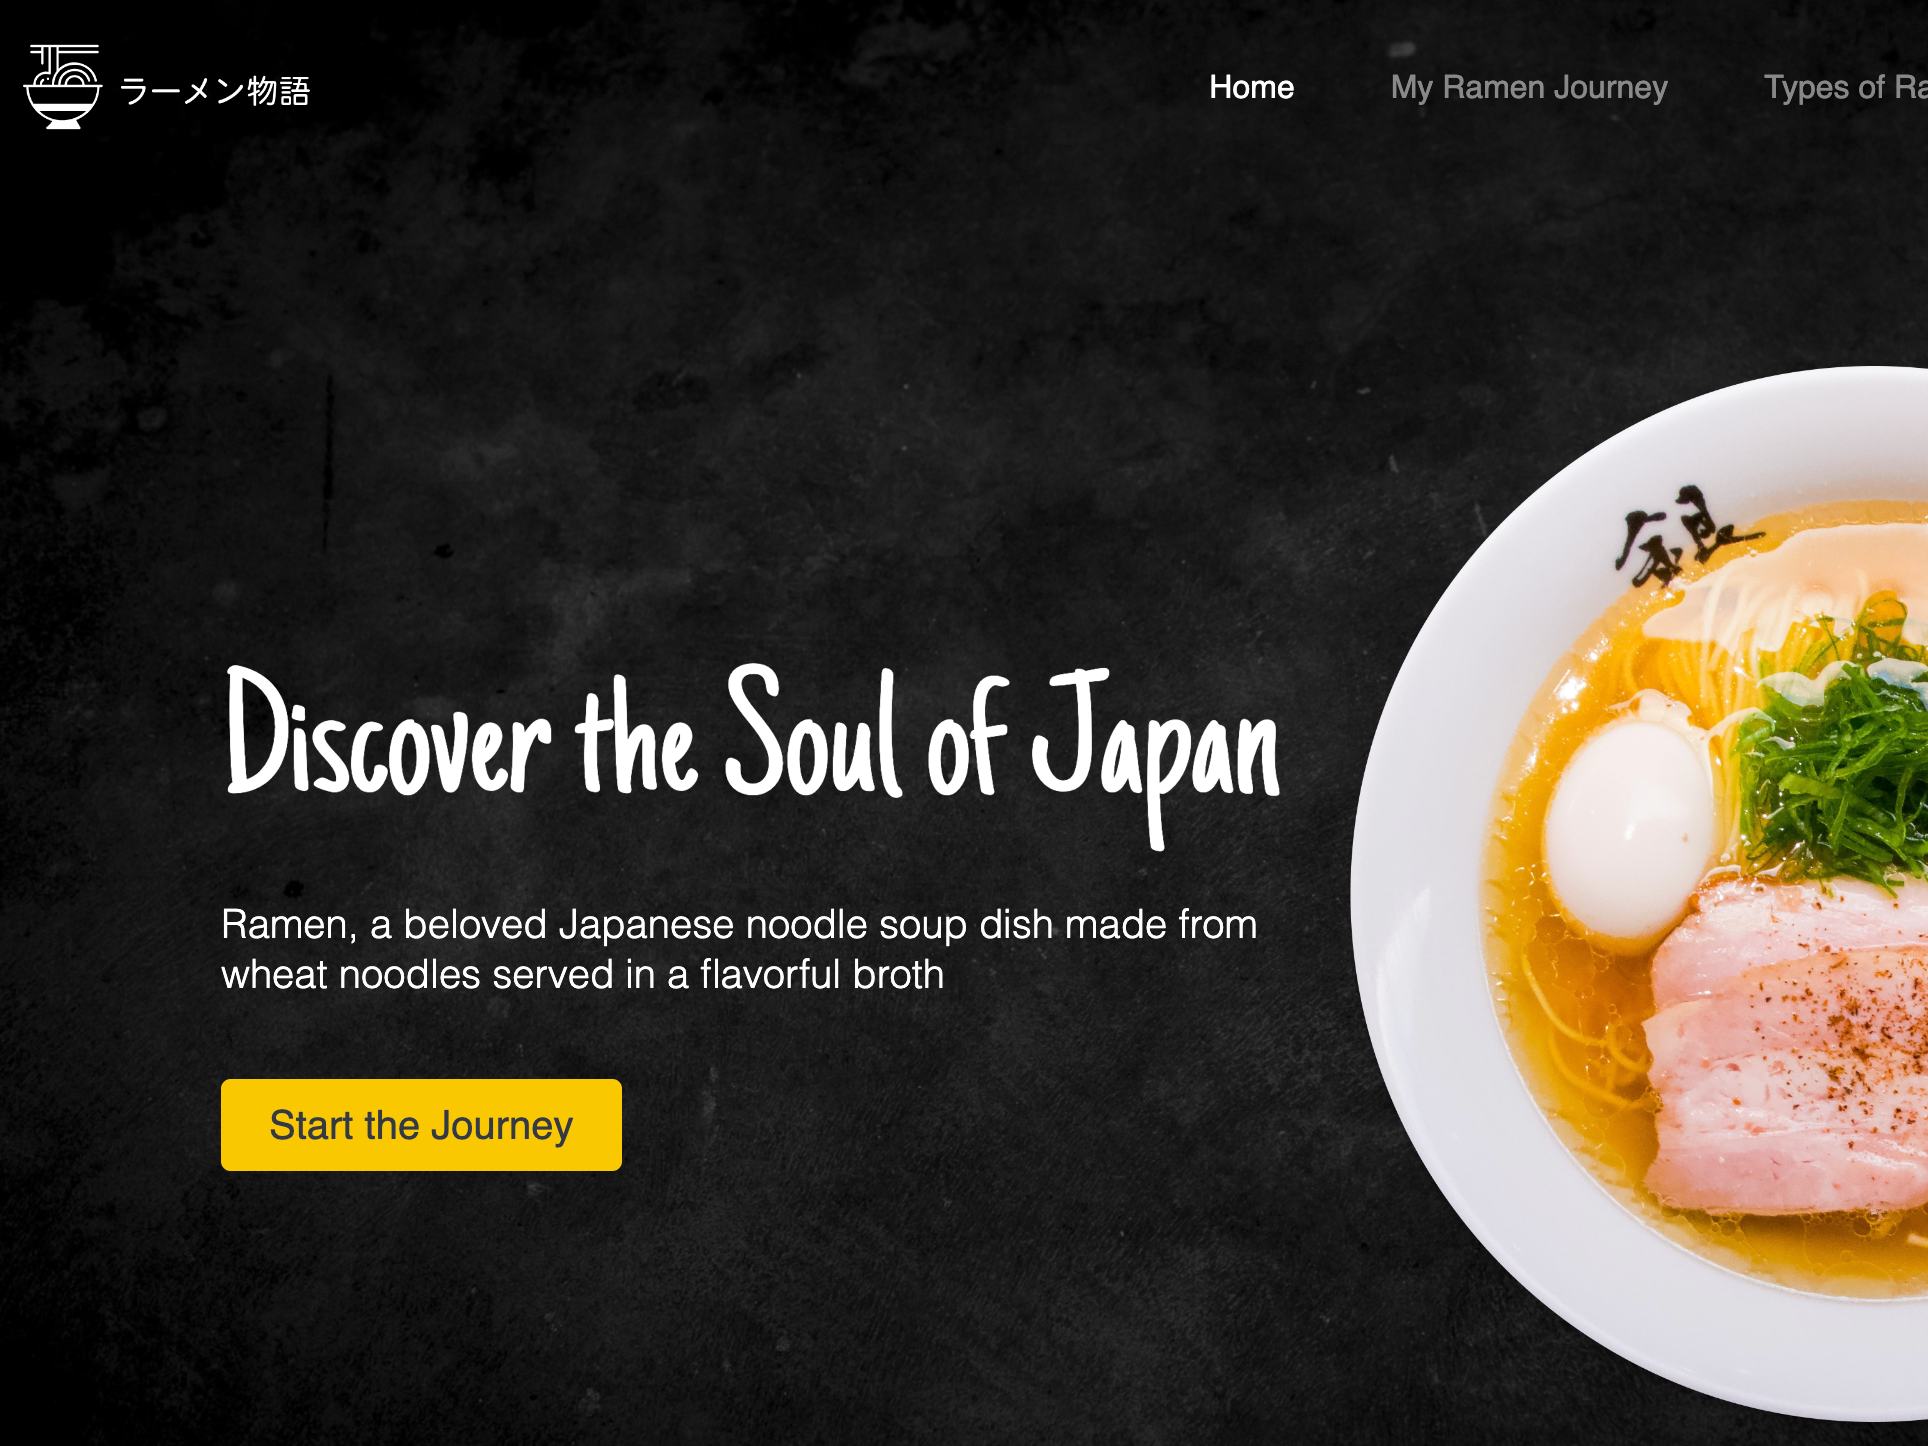 ラーメン物語
Home
My Ramen Journey
Types of
銀
Discover the Soul of Japan
Ramen, a beloved Japanese noodle soup dish made from
wheat noodles served in a flavorful broth
Start the Journey